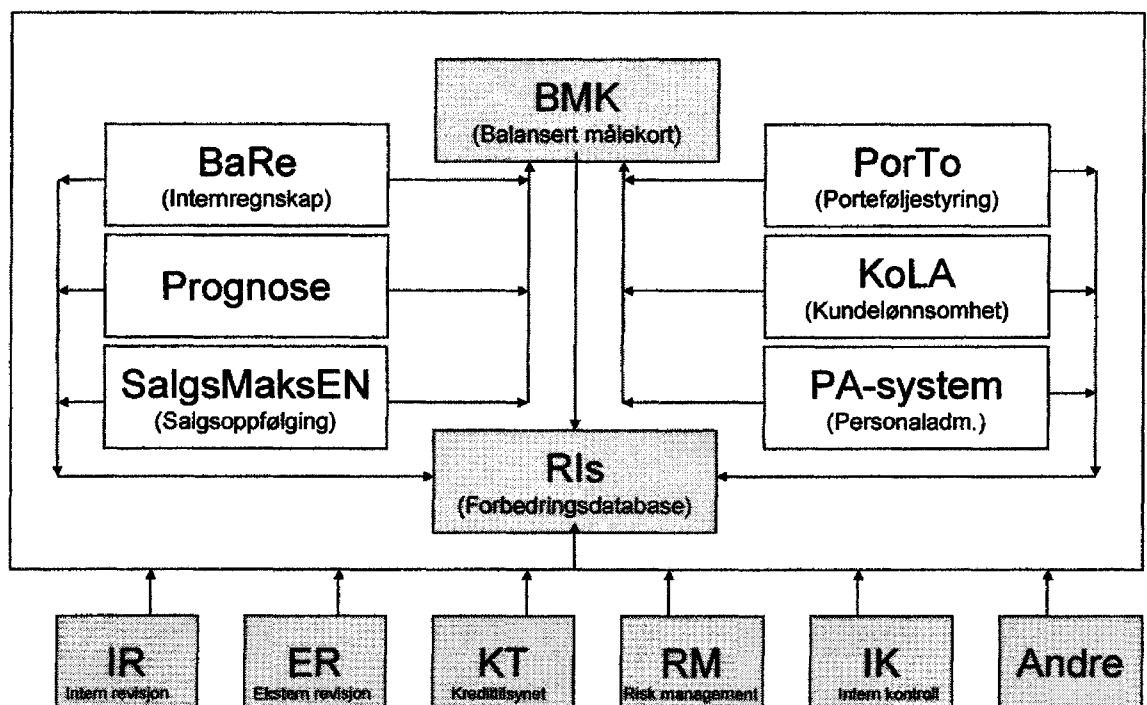 BMK
(Balansert målekort)
BaRe
(Internregnskap)
Prognose
SalgsMaksEN
(Salgsoppfølging)
PorTo
(Porteføljestyring)
KoLA
(Kundelønnsomhet)
PA-system
(Personaladm.)
RIs
(Forbedringsdatabase)
IR
Intern revisjon
ER
Ekstern revisjon
KT
Kredittilsynet
RM
Risk management
IK
Intern kontroll
Andre